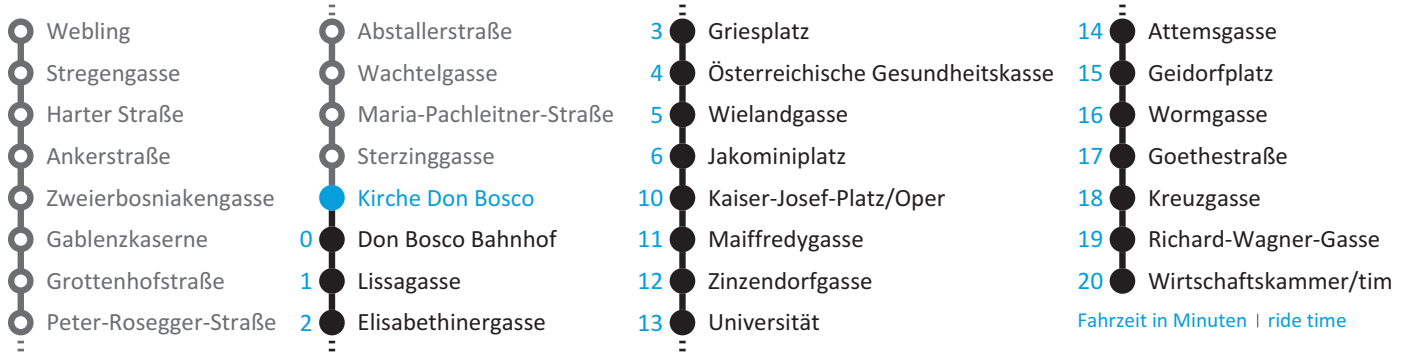 Webling
Stregengasse
Harter Straße
Ankerstraße
Zweierbosniakengasse
Gablenzkaserne
Grottenhofstraße
Peter-Rosegger-Straße
Abstallerstraße
Wachtelgasse
Maria-Pachleitner-Straße
Sterzinggasse
Kirche Don Bosco
0 Don Bosco Bahnhof
1 Lissagasse
2 Elisabethinergasse
3 Griesplatz
4 Österreichische Gesundheitskasse
5 Wielandgasse
6 Jakominiplatz
10 Kaiser-Josef-Platz/Oper
11 Maiffredygasse
12 Zinzendorfgasse
13 Universität
14 Attemsgasse
15 Geidorfplatz
16 Wormgasse
17 Goethestraße
18 Kreuzgasse
19 Richard-Wagner-Gasse
20 Wirtschaftskammer/tim
Fahrzeit in Minuten | ride time